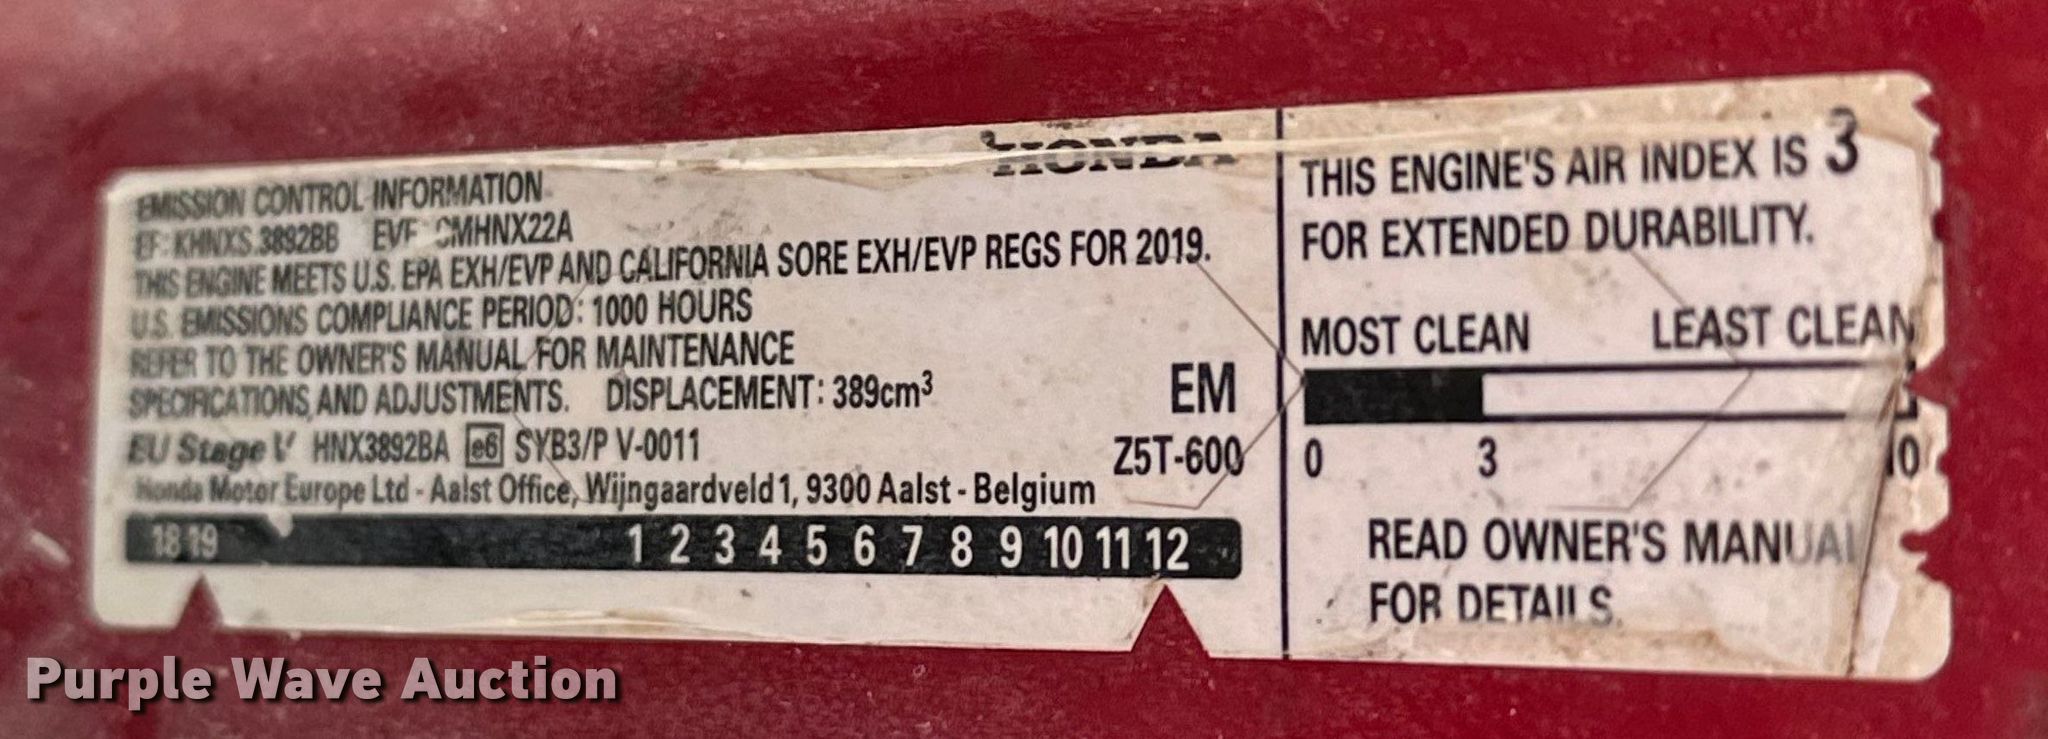 HONDA
EMISSION CONTROL INFORMATION
EF: KHNXS.3892BB EVF: CMHNX22A
THIS ENGINE MEETS U.S. EPA EXH/EVP AND CALIFORNIA SORE EXH/EVP REGS FOR 2019.
U.S. EMISSIONS COMPLIANCE PERIOD: 1000 HOURS
REFER TO THE OWNER'S MANUAL FOR MAINTENANCE
SPECIFICATIONS AND ADJUSTMENTS. DISPLACEMENT: 389cm³
EM
EU Stage V HNX3892BA e6 SYB3/P V-0011
Z5T-600
Honda Motor Europe Ltd - Aalst Office, Wijngaardveld 1, 9300 Aalst - Belgium
18 19 1 2 3 4 5 6 7 8 9 10 11 12
THIS ENGINE'S AIR INDEX IS 3
FOR EXTENDED DURABILITY.
MOST CLEAN LEAST CLEAN
0 3 10
READ OWNER'S MANUAL
FOR DETAILS.
Purple Wave Auction